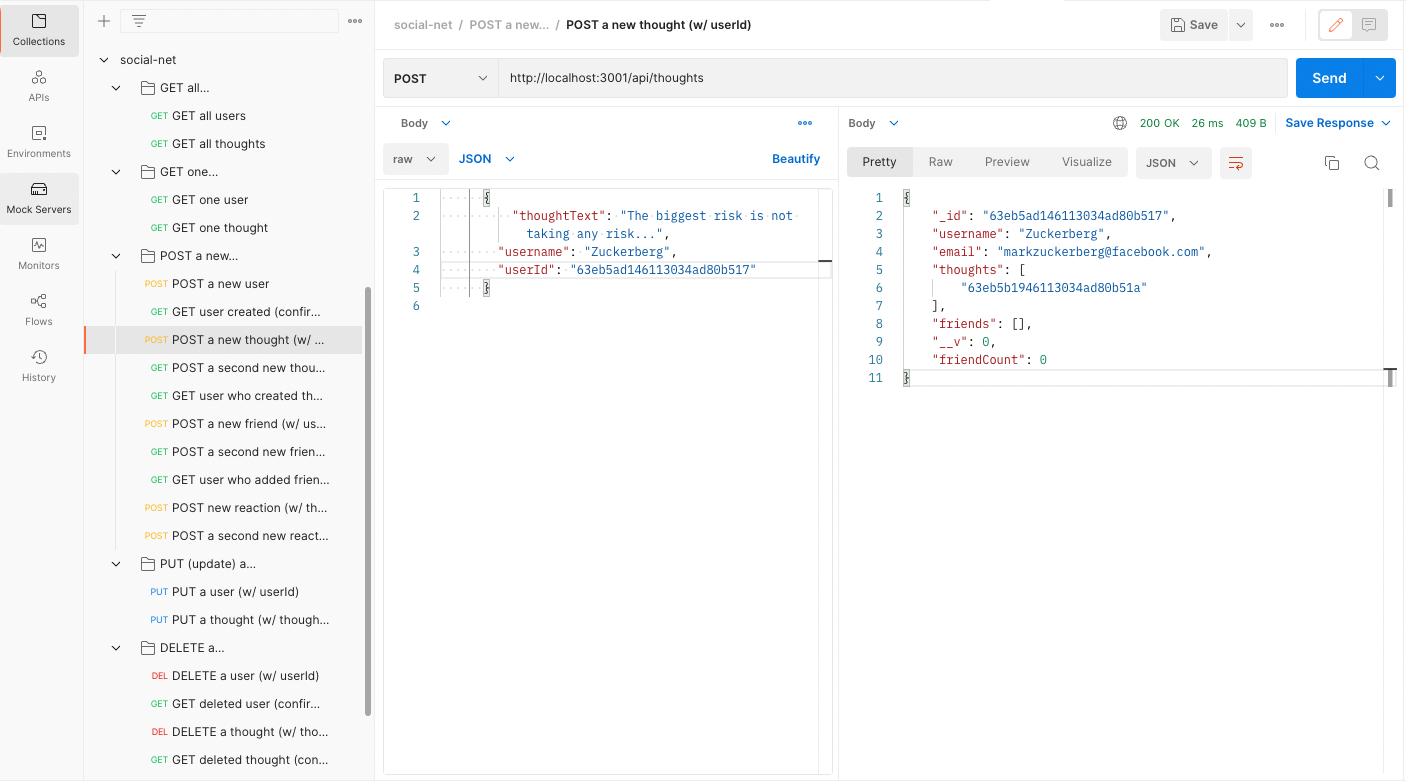 Collections
APIs
Environments
Mock Servers
Monitors
Flows
History
social-net
GET all...
GET GET all users
GET GET all thoughts
GET one...
GET GET one user
GET GET one thought
POST a new...
POST POST a new user
GET GET user created (confir...
POST POST a new thought (w/ ...
GET POST a second new thou...
GET GET user who created th...
POST POST a new friend (w/ us...
GET POST a second new frien...
GET GET user who added frien...
POST POST new reaction (w/ th...
POST POST a second new react...
PUT (update) a...
PUT PUT a user (w/ userId)
PUT PUT a thought (w/ though...
DELETE a...
DEL DELETE a user (w/ userId)
GET GET deleted user (confir...
DEL DELETE a thought (w/ tho...
GET GET deleted thought (con...
social-net / POST a new... / POST a new thought (w/ userId)
Save
POST http://localhost:3001/api/thoughts
Send
Body
raw JSON Beautify
1 {
2 "thoughtText": "The biggest risk is not
taking any risk...",
3 "username": "Zuckerberg",
4 "userId": "63eb5ad146113034ad80b517"
5 }
6
Body 200 OK 26 ms 409 B Save Response
Pretty Raw Preview Visualize JSON
1 {
2 "_id": "63eb5ad146113034ad80b517",
3 "username": "Zuckerberg",
4 "email": "markzuckerberg@facebook.com",
5 "thoughts": [
6 "63eb5b1946113034ad80b51a"
7 ],
8 "friends": [],
9 "__v": 0,
10 "friendCount": 0
11 }